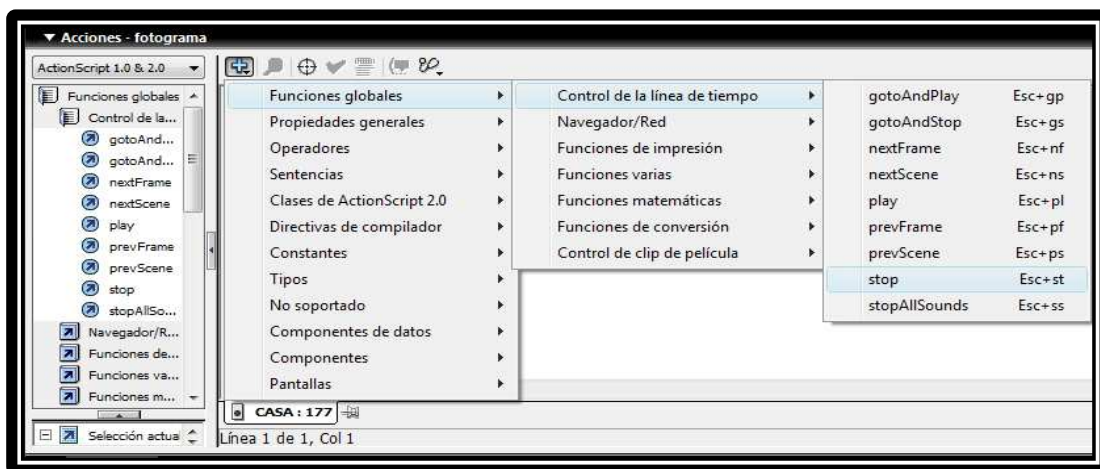 Acciones - fotograma
ActionScript 1.0 & 2.0
Funciones globales
Control de la...
gotoAnd...
gotoAnd...
nextFrame
nextScene
play
prevFrame
prevScene
stop
stopAllSo...
Navegador/R...
Funciones de...
Funciones va...
Funciones m...
Selección actual
Funciones globales
Propiedades generales
Operadores
Sentencias
Clases de ActionScript 2.0
Directivas de compilador
Constantes
Tipos
No soportado
Componentes de datos
Componentes
Pantallas
Control de la línea de tiempo
Navegador/Red
Funciones de impresión
Funciones varias
Funciones matemáticas
Funciones de conversión
Control de clip de película
gotoAndPlay Esc+gp
gotoAndStop Esc+gs
nextFrame Esc+nf
nextScene Esc+ns
play Esc+pl
prevFrame Esc+pf
prevScene Esc+ps
stop Esc+st
stopAllSounds Esc+ss
CASA : 177
Línea 1 de 1, Col 1